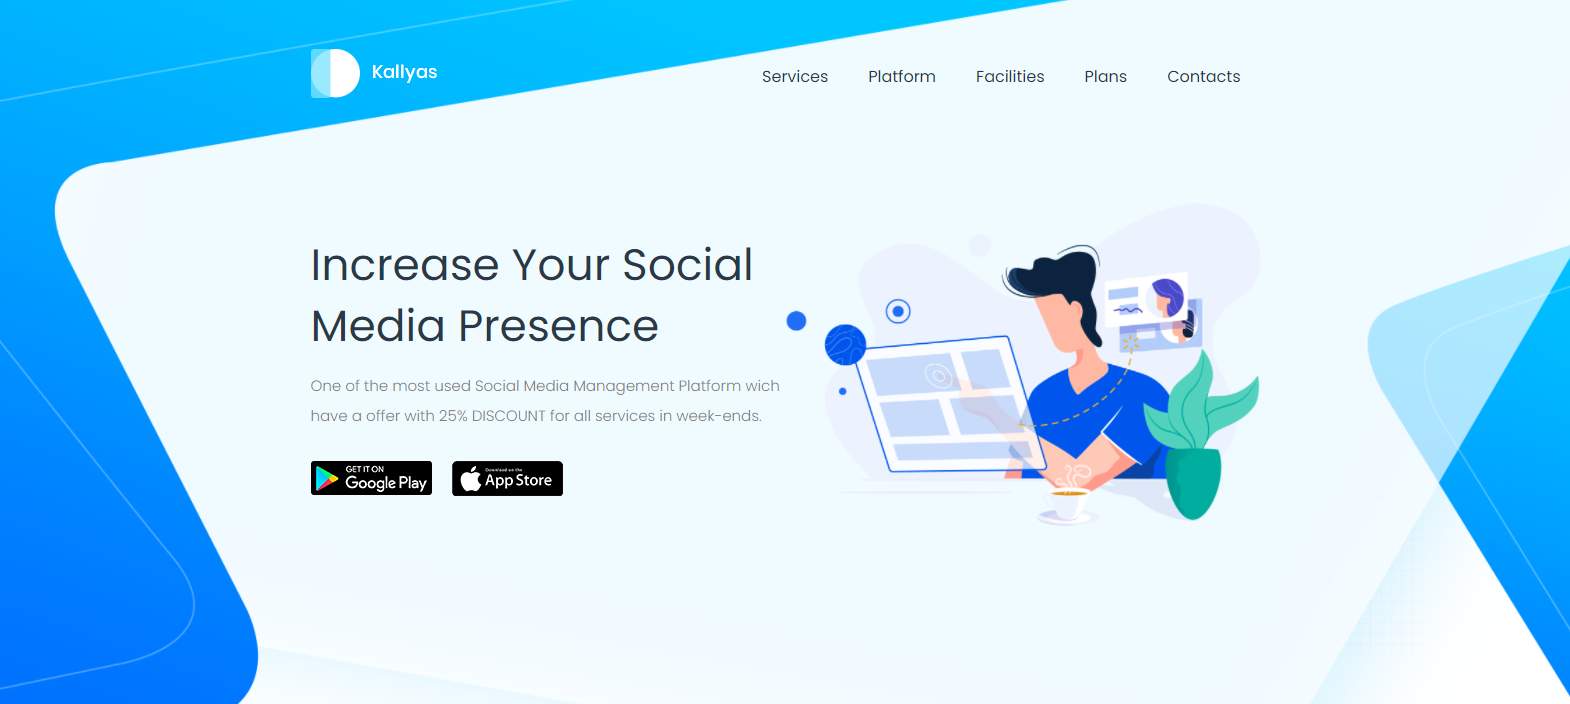 Kallyas
Services Platform Facilities Plans Contacts
Increase Your Social
Media Presence
One of the most used Social Media Management Platform wich
have a offer with 25% DISCOUNT for all services in week-ends.
GET IT ON
Google Play
Download on the
App Store